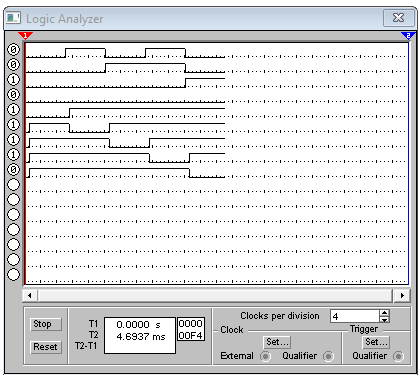 Logic Analyzer
1
2
0
0
1
0
1
1
1
1
0
Stop
Reset
T1
T2
T2-T1
0.0000 s
4.6937 ms
0000
00F4
Clocks per division 4
Clock
Trigger
Set...
Set...
External
Qualifier
Qualifier